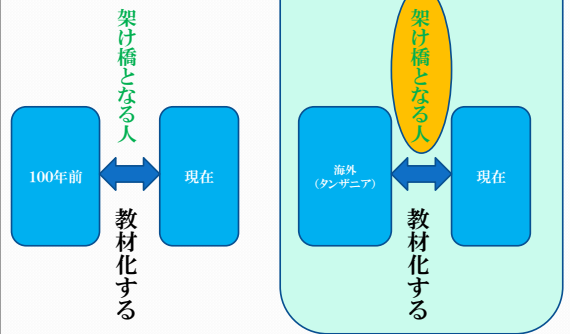 架け橋となる人
100年前
現在
教材化する
架け橋となる人
海外
（タンザニア）
現在
教材化する